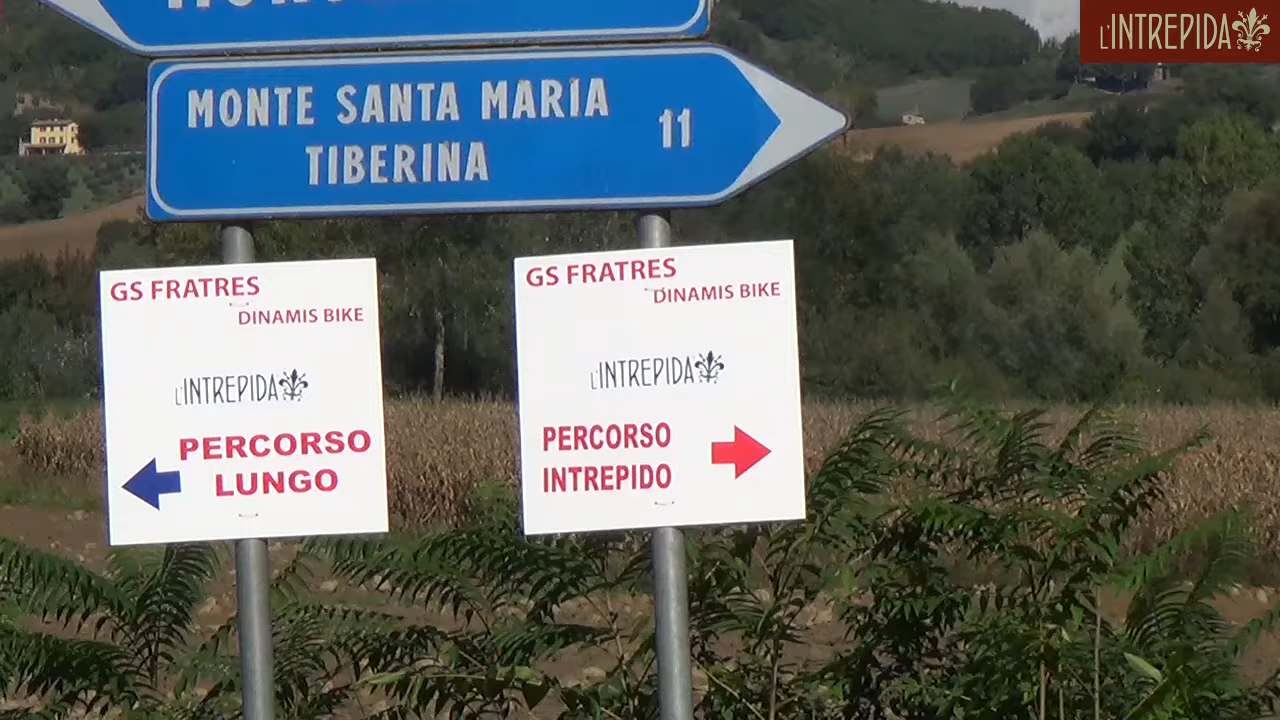 L'INTREPIDA
MONTE SANTA MARIA
TIBERINA
11
GS FRATRES
DINAMIS BIKE
L'INTREPIDA
PERCORSO
LUNGO
GS FRATRES
DINAMIS BIKE
L'INTREPIDA
PERCORSO
INTREPIDO